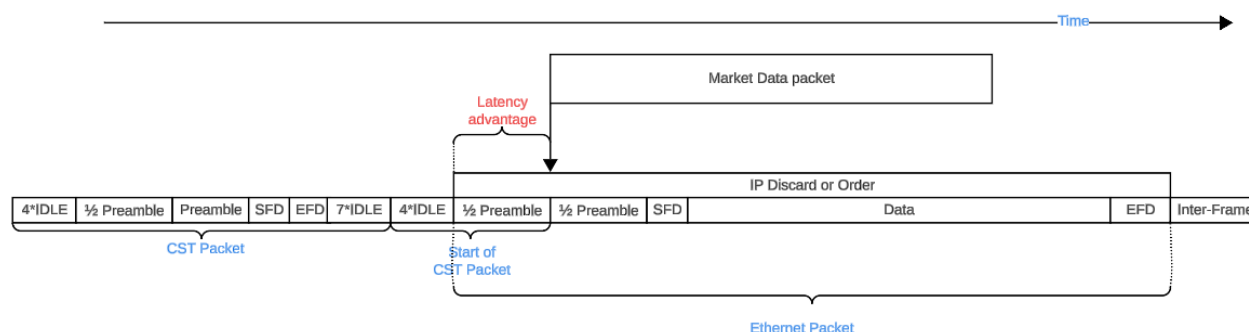 Time
Market Data packet
Latency
advantage
IP Discard or Order
4*IDLE
½ Preamble
Preamble
SFD
EFD
7*IDLE
4*IDLE
½ Preamble
½ Preamble
SFD
Data
EFD
Inter-Frame
CST Packet
Start of
CST Packet
Ethernet Packet